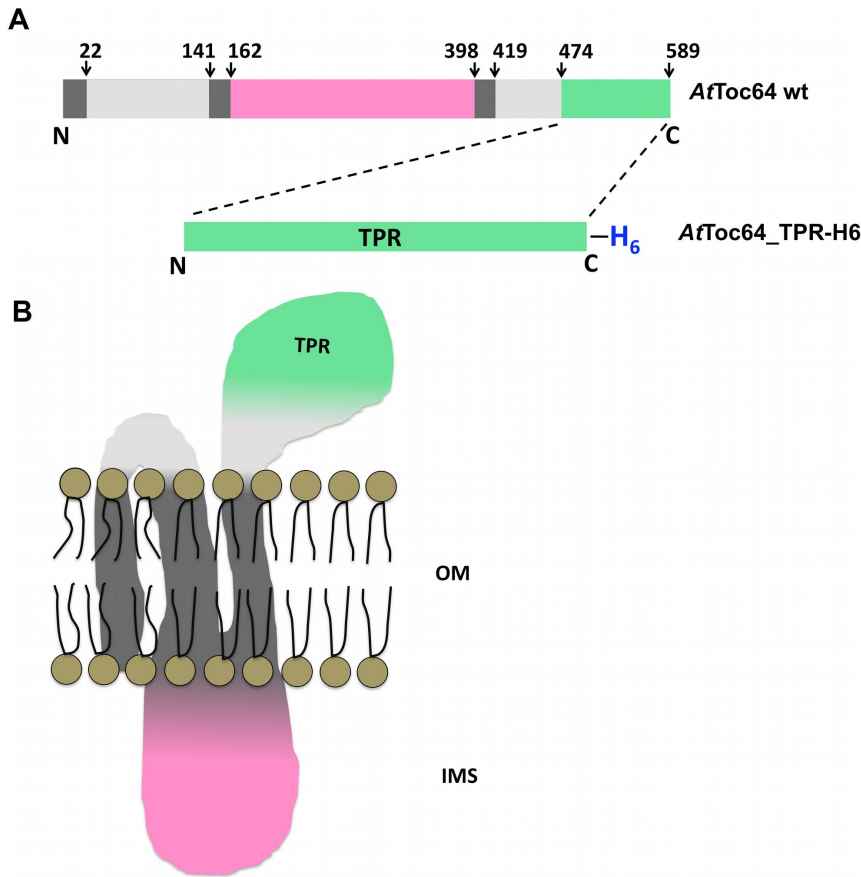 A
22 141 162 398 419 474 589
AtToc64 wt
N C
TPR –H6 AtToc64_TPR-H6
N C
B
TPR
OM
IMS